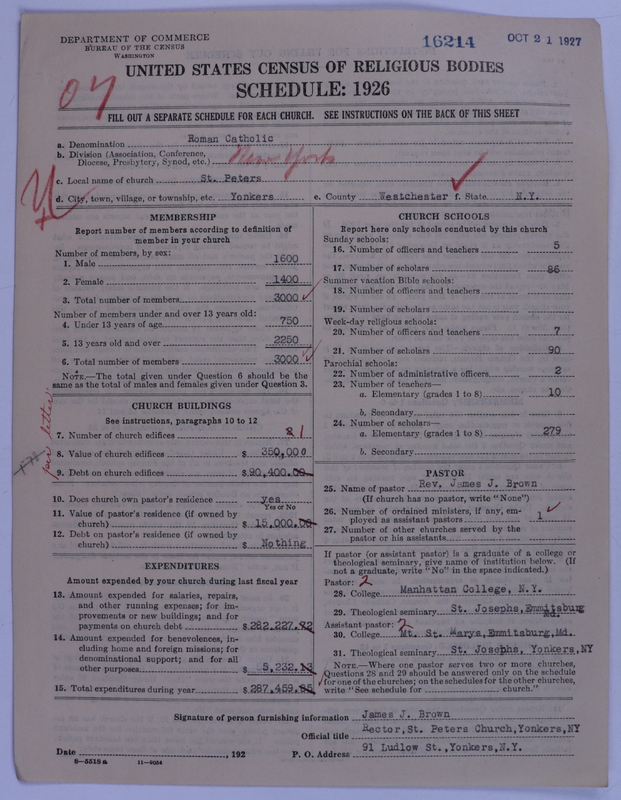 DEPARTMENT OF COMMERCE
BUREAU OF THE CENSUS
WASHINGTON
16214
OCT 21 1927
UNITED STATES CENSUS OF RELIGIOUS BODIES
SCHEDULE: 1926
FILL OUT A SEPARATE SCHEDULE FOR EACH CHURCH. SEE INSTRUCTIONS ON THE BACK OF THIS SHEET
a. Denomination Roman Catholic
b. Division (Association, Conference, Diocese, Presbytery, Synod, etc.) New York
c. Local name of church St. Peters
d. City, town, village, or township, etc. Yonkers e. County Westchester f. State N.Y.
MEMBERSHIP
Report number of members according to definition of
member in your church
Number of members, by sex:
1. Male 1600
2. Female 1400
3. Total number of members 3000
Number of members under and over 13 years old:
4. Under 13 years of age 750
5. 13 years old and over 2250
6. Total number of members 3000
NOTE.—The total given under Question 6 should be the
same as the total of males and females given under Question 3.
CHURCH BUILDINGS
See instructions, paragraphs 10 to 12
7. Number of church edifices 1
8. Value of church edifices $ 350,000
9. Debt on church edifices $ 90,400.00
per letter
10. Does church own pastor's residence yes
Yes or No
11. Value of pastor's residence (if owned by
church) $ 15,000.00
12. Debt on pastor's residence (if owned by
church) $ Nothing
EXPENDITURES
Amount expended by your church during last fiscal year
13. Amount expended for salaries, repairs,
and other running expenses; for im-
provements or new buildings; and for
payments on church debt $ 282,227.
14. Amount expended for benevolences, in-
cluding home and foreign missions; for
denominational support; and for all
other purposes $ 5,232.13
15. Total expenditures during year $ 287,459.
CHURCH SCHOOLS
Report here only schools conducted by this church
Sunday schools:
16. Number of officers and teachers 5
17. Number of scholars 86
Summer vacation Bible schools:
18. Number of officers and teachers
19. Number of scholars
Week-day religious schools:
20. Number of officers and teachers 7
21. Number of scholars 90
Parochial schools:
22. Number of administrative officers 2
23. Number of teachers—
a. Elementary (grades 1 to 8) 10
b. Secondary
24. Number of scholars—
a. Elementary (grades 1 to 8) 279
b. Secondary
PASTOR
25. Name of pastor Rev. James J. Brown
(If church has no pastor, write "None")
26. Number of ordained ministers, if any, em-
ployed as assistant pastors 1
27. Number of other churches served by the
pastor or his assistants
If pastor (or assistant pastor) is a graduate of a college or
theological seminary, give name of institution below. (If
not a graduate, write "No" in the space indicated.)
Pastor: 2
28. College Manhattan College, N.Y.
29. Theological seminary St. Josephs, Emmitsburg Md.
Assistant pastor: 2
30. College Mt. St. Marys, Emmitsburg, Md.
31. Theological seminary St. Josephs, Yonkers, NY
NOTE.—Where one pastor serves two or more churches,
Questions 28 and 29 should be answered only on the schedule
for one of the churches; on the schedules for the other churches,
write "See schedule for church."
Signature of person furnishing information James J. Brown
Official title Rector, St. Peters Church, Yonkers, NY
Date , 192 P. O. Address 91 Ludlow St., Yonkers, N.Y.
8—5518a 11—9054